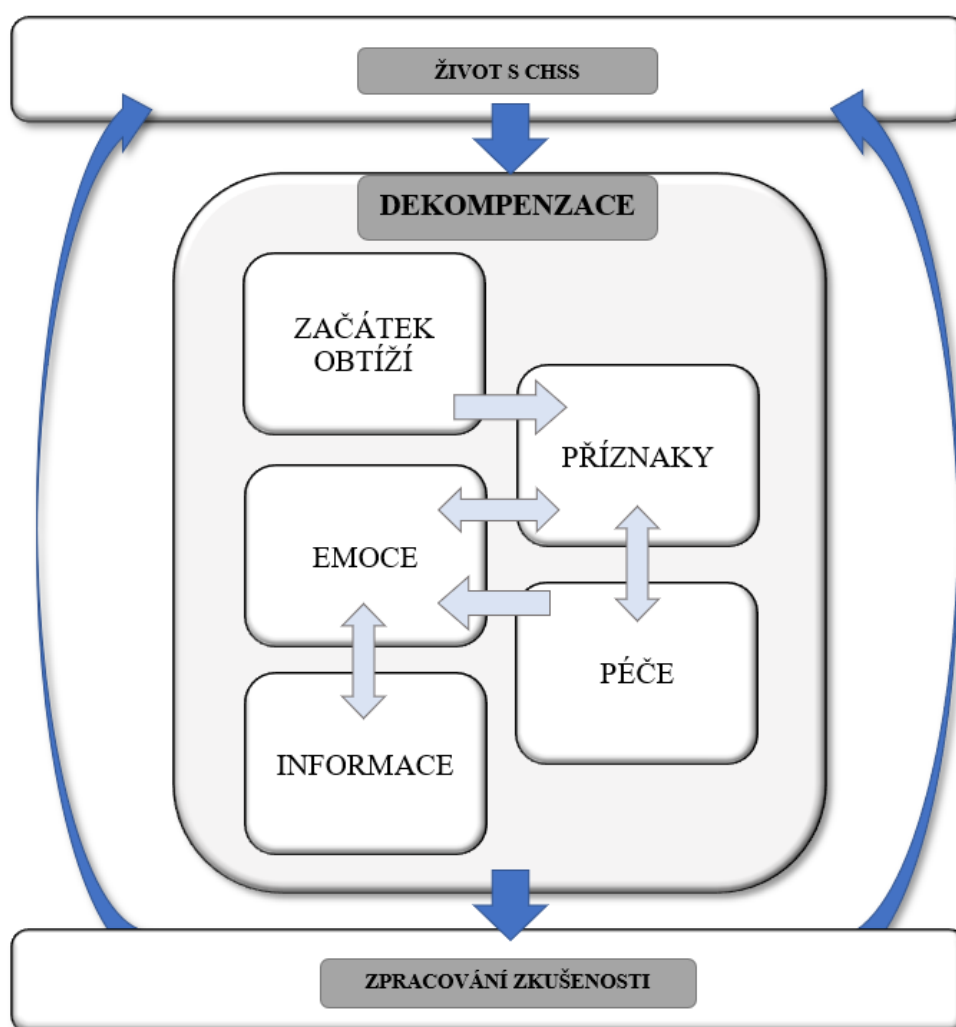 ŽIVOT S CHSS
DEKOMPENZACE
ZAČÁTEK
OBTÍŽÍ
PŘÍZNAKY
EMOCE
PÉČE
INFORMACE
ZPRACOVÁNÍ ZKUŠENOSTI